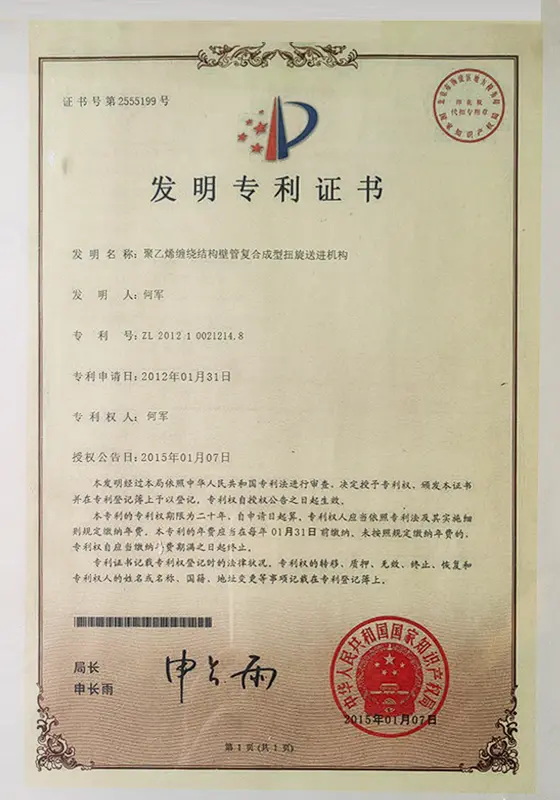 证书号第2555199号
发明专利证书
发明名称：聚乙烯缠绕结构壁管复合成型扭旋送进机构
发明人：何军
专利号：ZL 2012 1 0021214.8
专利申请日：2012年01月31日
专利权人：何军
授权公告日：2015年01月07日
本发明经过本局依照中华人民共和国专利法进行审查，决定授予专利权，颁发本证书
并在专利登记簿上予以登记。专利权自授权公告之日起生效。
本专利的专利权期限为二十年，自申请日起算。专利权人应当依照专利法及其实施细
则规定缴纳年费。本专利的年费应当在每年01月31日前缴纳。未按照规定缴纳年费的，
专利权自应当缴纳年费期满之日起终止。
专利证书记载专利权登记时的法律状况。专利权的转移、质押、无效、终止、恢复和
专利权人的姓名或名称、国籍、地址变更等事项记载在专利登记簿上。
局长
申长雨
申长雨
中华人民共和国国家知识产权局
2015年01月07日
第1页(共1页)